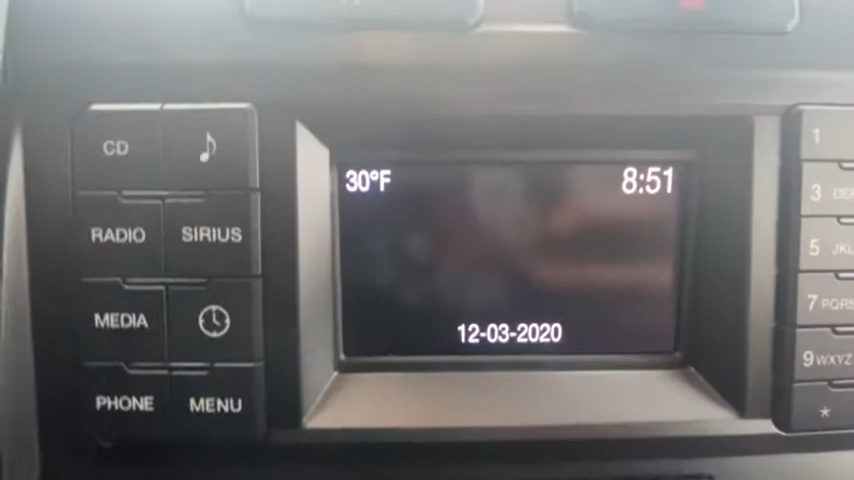 CD
RADIO SIRIUS
MEDIA
PHONE MENU
30°F 8:51
12-03-2020
1
3
5 JKL
7 PQRS
9 WXYZ
*